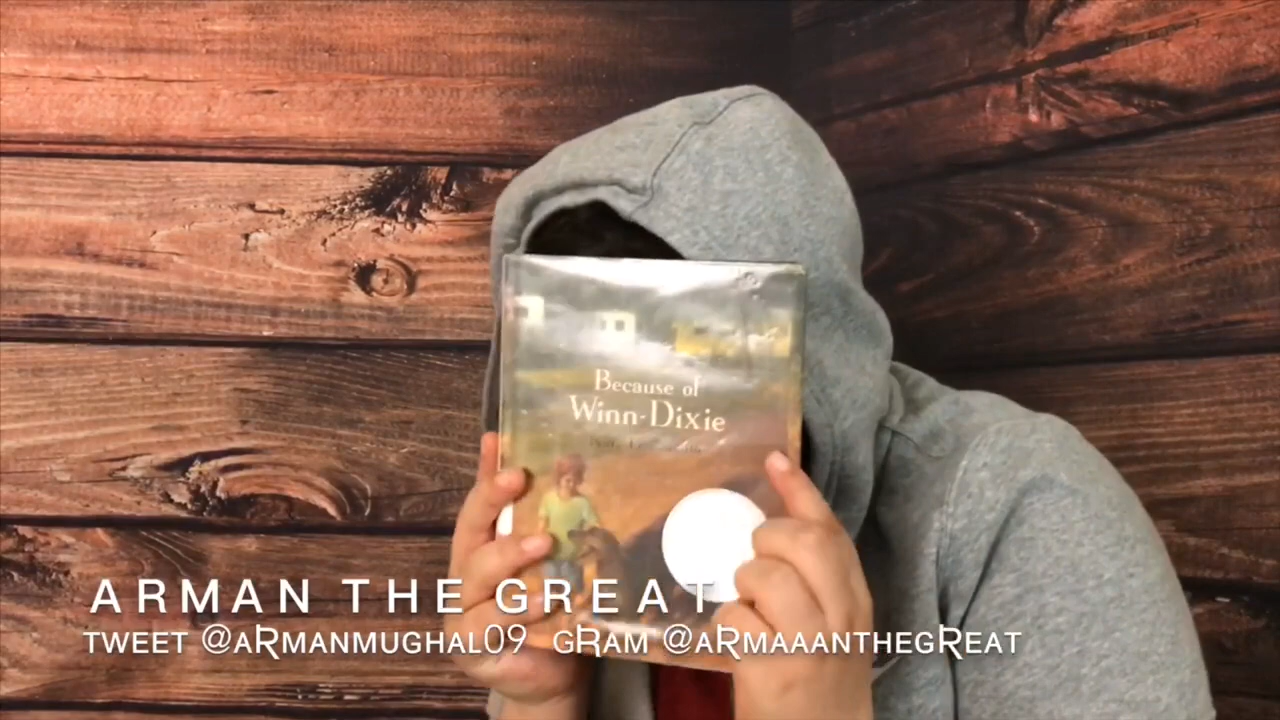 Because of
Winn-Dixie
ARMAN THE GREAT
TWEET @aRMANMUGHAL09 GRAM @aRMAAANTHEGREAT